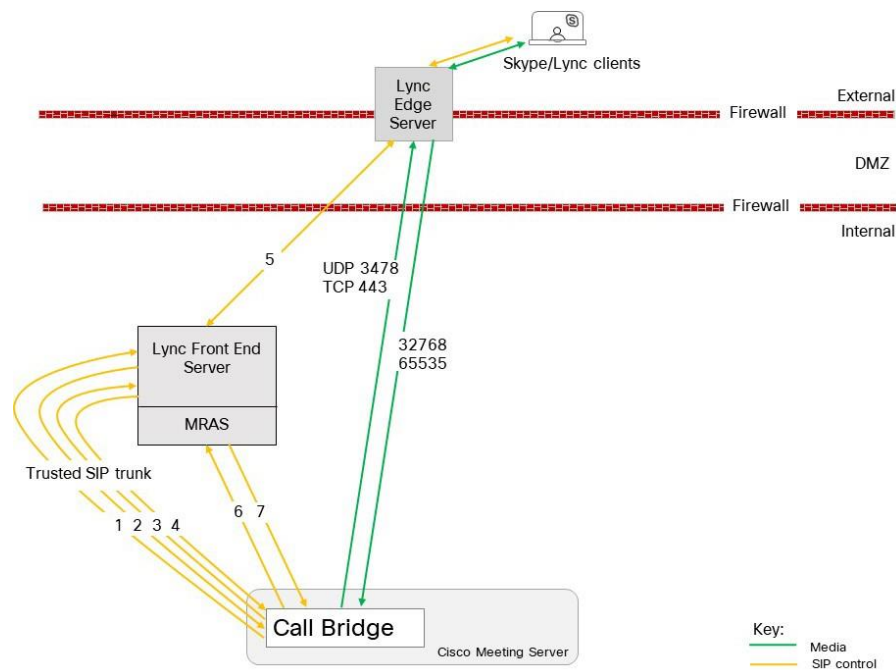 S
Skype/Lync clients
Lync
Edge
Server
External
Firewall
DMZ
Firewall
Internal
5
UDP 3478
TCP 443
32768
65535
Lync Front End
Server
MRAS
Trusted SIP trunk
1 2 3 4
6 7
Call Bridge
Cisco Meeting Server
Key:
Media
SIP control